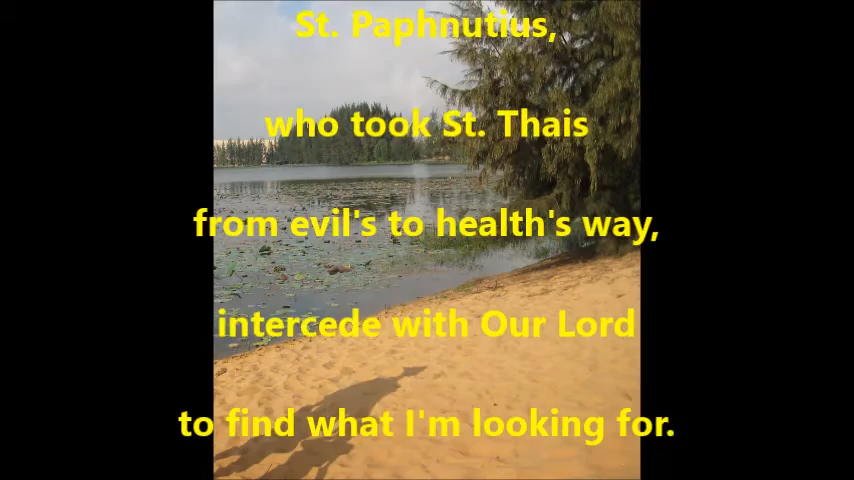 St. Paphnutius,
who took St. Thais
from evil's to health's way,
intercede with Our Lord
to find what I'm looking for.